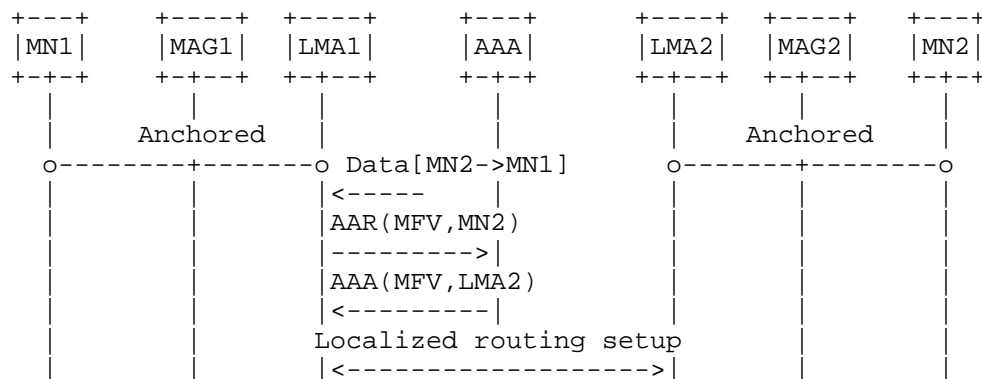 MN1 MAG1 LMA1 AAA LMA2 MAG2 MN2
Anchored Anchored
Data[MN2->MN1]
AAR(MFV,MN2)
AAA(MFV,LMA2)
Localized routing setup